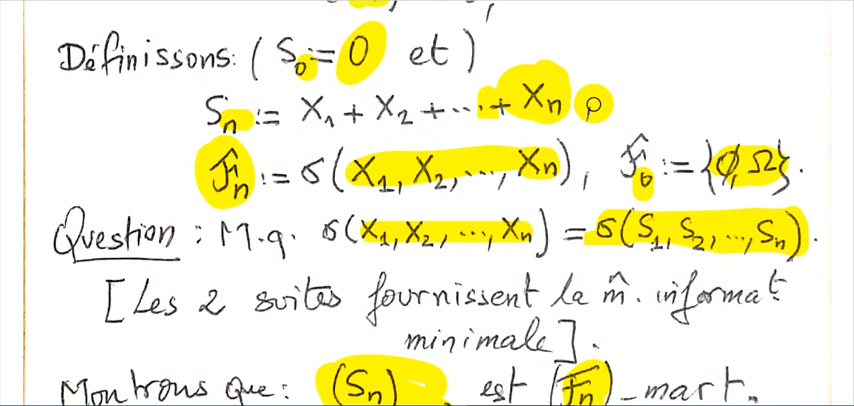 Définissons: ( S₀ := 0 et )
Sₙ := X₁ + X₂ + ... + Xₙ
Fₙ := σ(X₁, X₂, ..., Xₙ), F₀ := {∅, Ω}.
Question : M.q. σ(X₁, X₂, ..., Xₙ) = σ(S₁, S₂, ..., Sₙ).
[Les 2 suites fournissent la m̂. informat.
minimale].
Montrons que: (Sₙ) est (Fₙ)-mart.